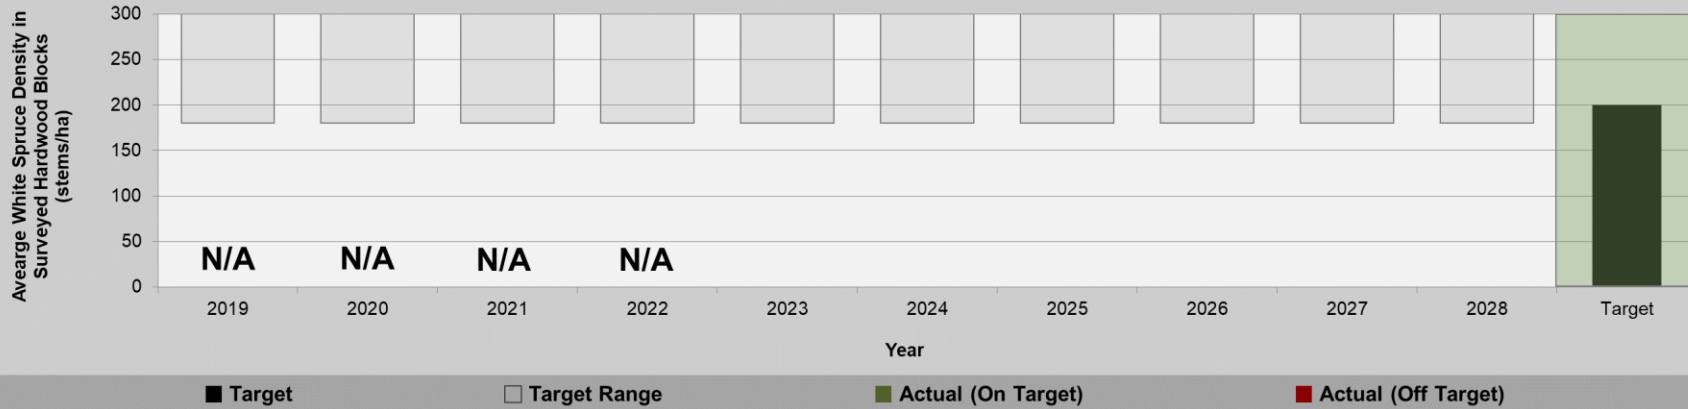 Avearge White Spruce Density in
Surveyed Hardwood Blocks
(stems/ha)
300
250
200
150
100
50
0
N/A N/A N/A N/A
2019 2020 2021 2022 2023 2024 2025 2026 2027 2028 Target
Year
Target Target Range Actual (On Target) Actual (Off Target)